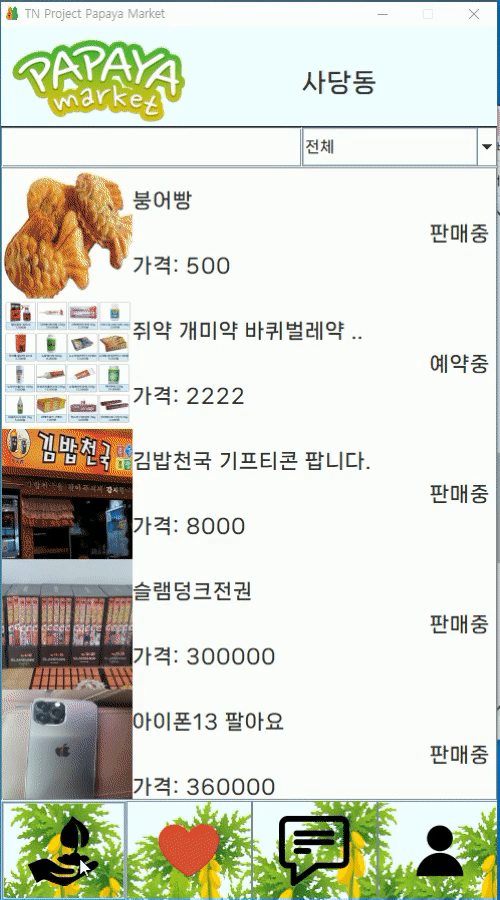 TN Project Papaya Market
PAPAYA
market
사당동
전체
붕어빵
판매중
가격: 500
쥐약 개미약 바퀴벌레약 ..
예약중
가격: 2222
김밥천국
김밥천국 기프티콘 팝니다.
판매중
가격: 8000
슬램덩크전권
판매중
가격: 300000
아이폰13 팔아요
판매중
가격: 360000